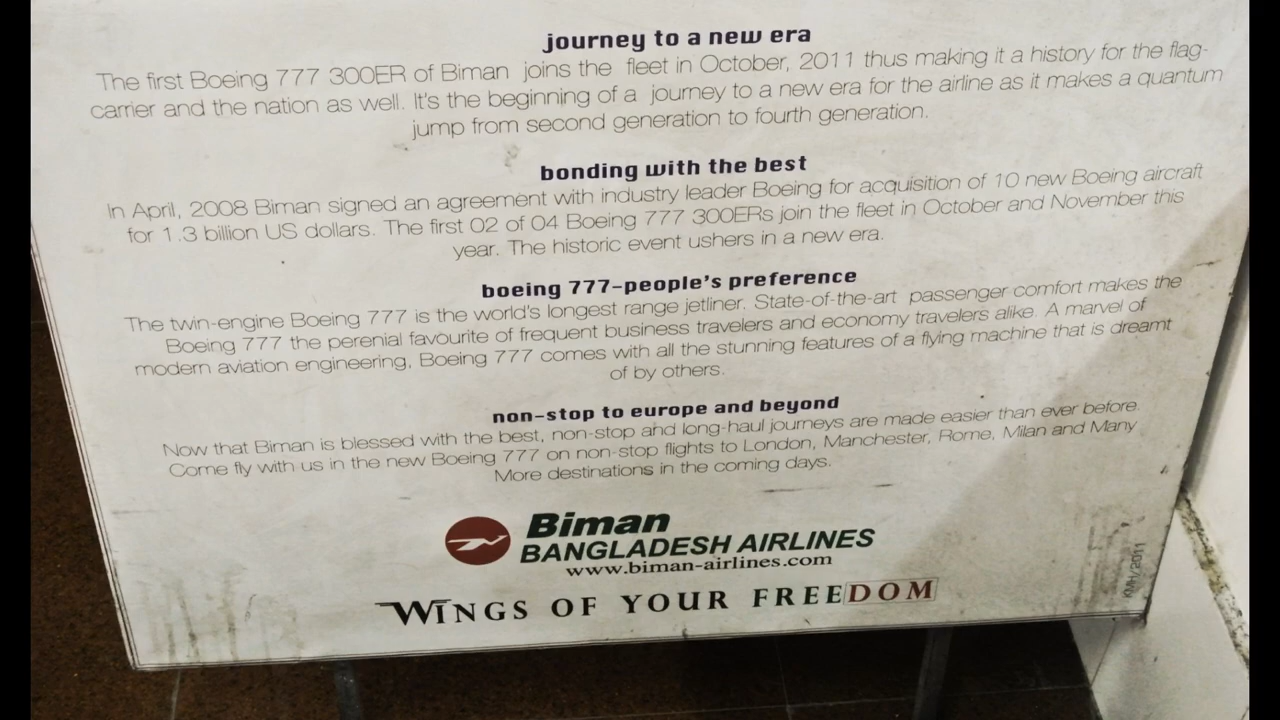 journey to a new era
The first Boeing 777 300ER of Biman joins the fleet in October, 2011 thus making it a history for the flag-
carrier and the nation as well. It's the beginning of a journey to a new era for the airline as it makes a quantum
jump from second generation to fourth generation.
bonding with the best
In April, 2008 Biman signed an agreement with industry leader Boeing for acquisition of 10 new Boeing aircraft
for 1.3 billion US dollars. The first 02 of 04 Boeing 777 300ERs join the fleet in October and November this
year. The historic event ushers in a new era.
boeing 777-people's preference
The twin-engine Boeing 777 is the world's longest range jetliner. State-of-the-art passenger comfort makes the
Boeing 777 the perenial favourite of frequent business travelers and economy travelers alike. A marvel of
modern aviation engineering, Boeing 777 comes with all the stunning features of a flying machine that is dreamt
of by others.
non-stop to europe and beyond
Now that Biman is blessed with the best, non-stop and long-haul journeys are made easier than ever before.
Come fly with us in the new Boeing 777 on non-stop flights to London, Manchester, Rome, Milan and Many
More destinations in the coming days.
Biman
BANGLADESH AIRLINES
www.biman-airlines.com
WINGS OF YOUR FREEDOM
KMH/2011